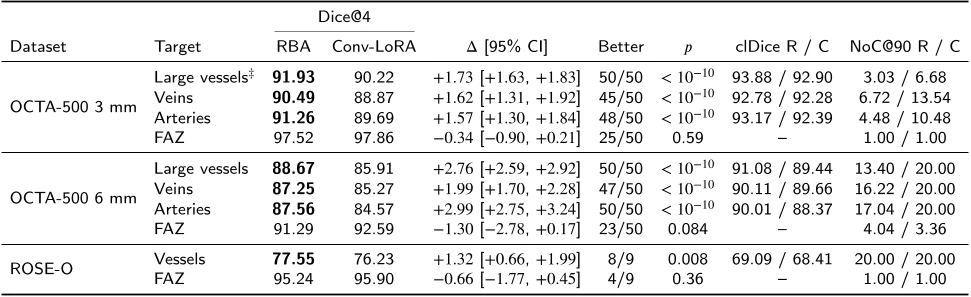 Dice@4
Dataset Target RBA Conv-LoRA Δ [95% CI] Better p clDice R / C NoC@90 R / C
OCTA-500 3 mm
Large vessels‡ 91.93 90.22 +1.73 [+1.63, +1.83] 50/50 < 10⁻¹⁰ 93.88 / 92.90 3.03 / 6.68
Veins 90.49 88.87 +1.62 [+1.31, +1.92] 45/50 < 10⁻¹⁰ 92.78 / 92.28 6.72 / 13.54
Arteries 91.26 89.69 +1.57 [+1.30, +1.84] 48/50 < 10⁻¹⁰ 93.17 / 92.39 4.48 / 10.48
FAZ 97.52 97.86 −0.34 [−0.90, +0.21] 25/50 0.59 – 1.00 / 1.00
OCTA-500 6 mm
Large vessels 88.67 85.91 +2.76 [+2.59, +2.92] 50/50 < 10⁻¹⁰ 91.08 / 89.44 13.40 / 20.00
Veins 87.25 85.27 +1.99 [+1.70, +2.28] 47/50 < 10⁻¹⁰ 90.11 / 89.66 16.22 / 20.00
Arteries 87.56 84.57 +2.99 [+2.75, +3.24] 50/50 < 10⁻¹⁰ 90.01 / 88.37 17.04 / 20.00
FAZ 91.29 92.59 −1.30 [−2.78, +0.17] 23/50 0.084 – 4.04 / 3.36
ROSE-O
Vessels 77.55 76.23 +1.32 [+0.66, +1.99] 8/9 0.008 69.09 / 68.41 20.00 / 20.00
FAZ 95.24 95.90 −0.66 [−1.77, +0.45] 4/9 0.36 – 1.00 / 1.00